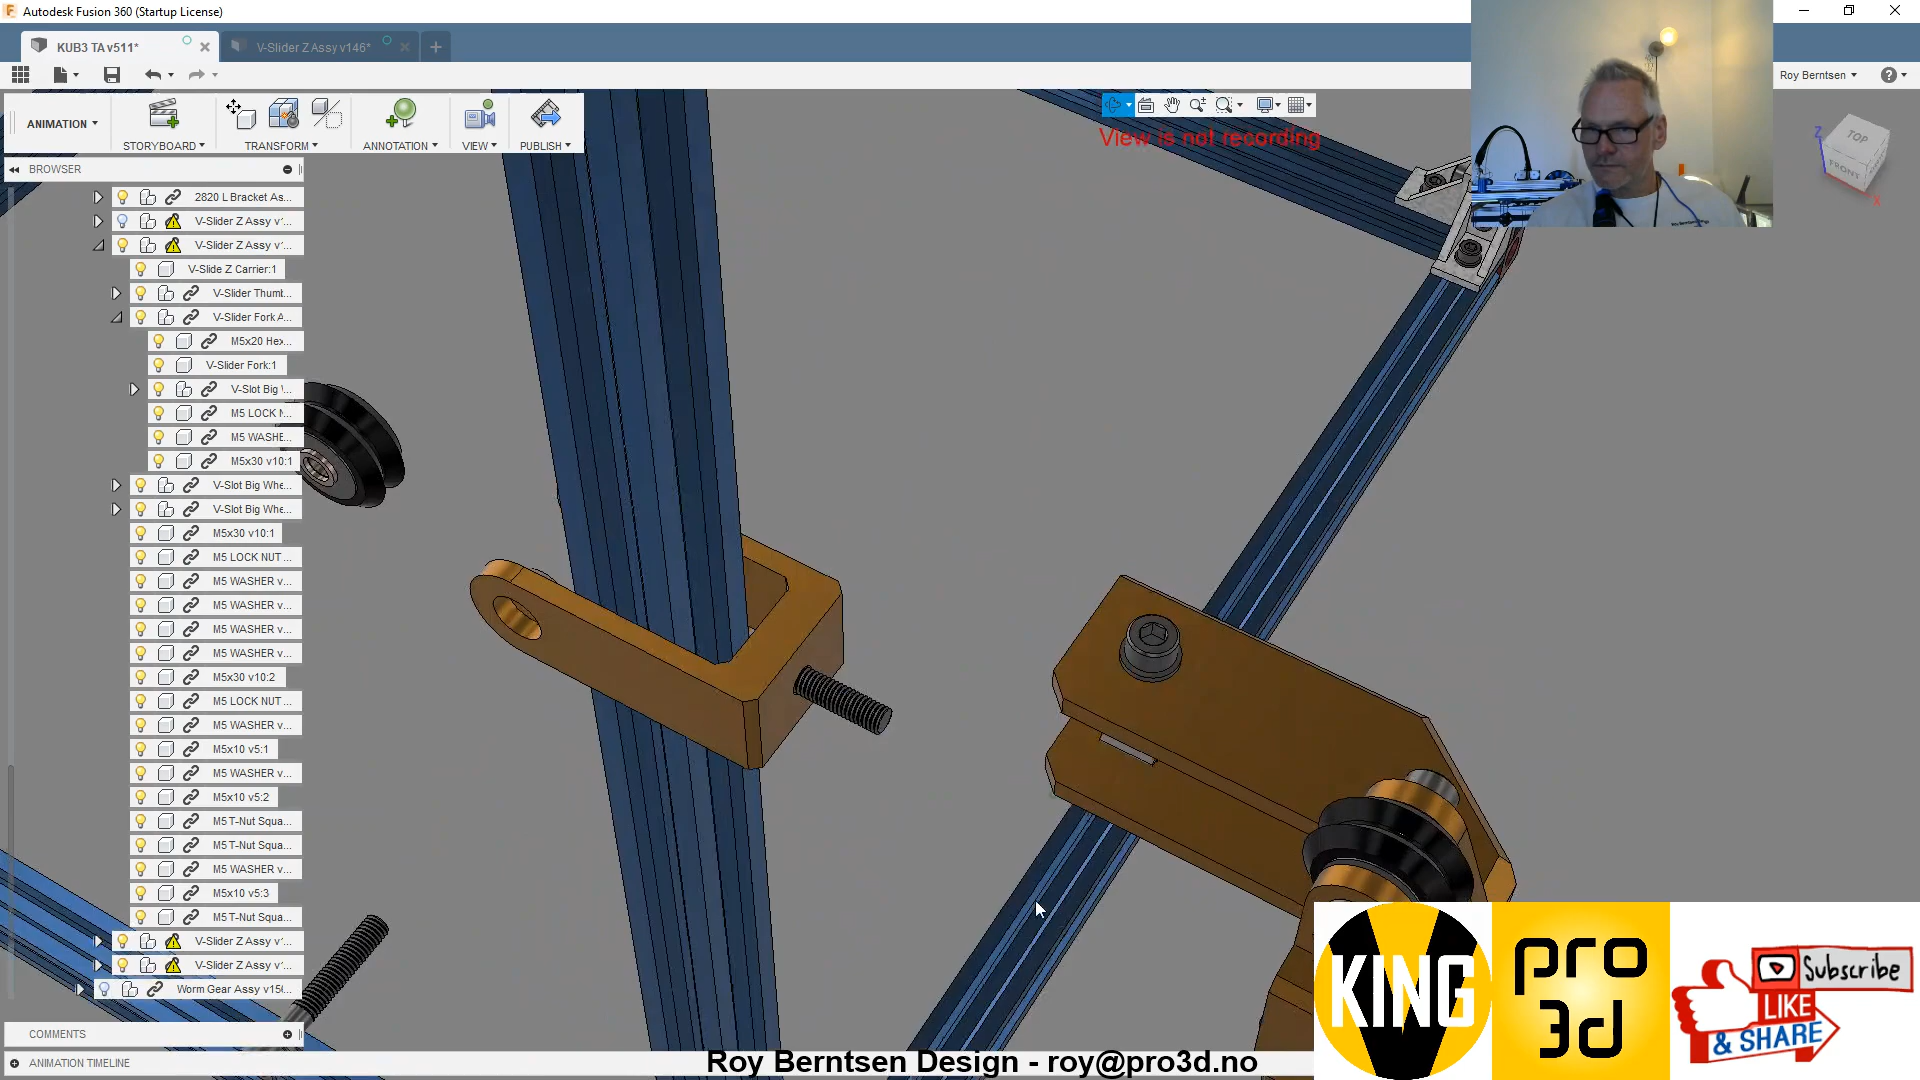 Autodesk Fusion 360 (Startup License)
KUB3 TA v511*
V-Slider Z Assy v146*
Roy Berntsen
ANIMATION
STORYBOARD
TRANSFORM
ANNOTATION
VIEW
PUBLISH
View is not recording
TOP
FRONT
Z
X
BROWSER
2820 L Bracket As...
V-Slider Z Assy v'...
V-Slider Z Assy v'...
V-Slide Z Carrier:1
V-Slider Thumt...
V-Slider Fork A...
M5x20 Hex...
V-Slider Fork:1
V-Slot Big \...
M5 LOCK N...
M5 WASHE...
M5x30 v10:1
V-Slot Big Whe...
V-Slot Big Whe...
M5x30 v10:1
M5 LOCK NUT ...
M5 WASHER v...
M5 WASHER v...
M5 WASHER v...
M5 WASHER v...
M5x30 v10:2
M5 LOCK NUT ...
M5 WASHER v...
M5x10 v5:1
M5 WASHER v...
M5x10 v5:2
M5 T-Nut Squa...
M5 T-Nut Squa...
M5 WASHER v...
M5x10 v5:3
M5 T-Nut Squa...
V-Slider Z Assy v'...
V-Slider Z Assy v'...
Worm Gear Assy v15(...
COMMENTS
ANIMATION TIMELINE
Roy Berntsen Design - roy@pro3d.no
KING
pro
3d
Subscribe
LIKE
& SHARE